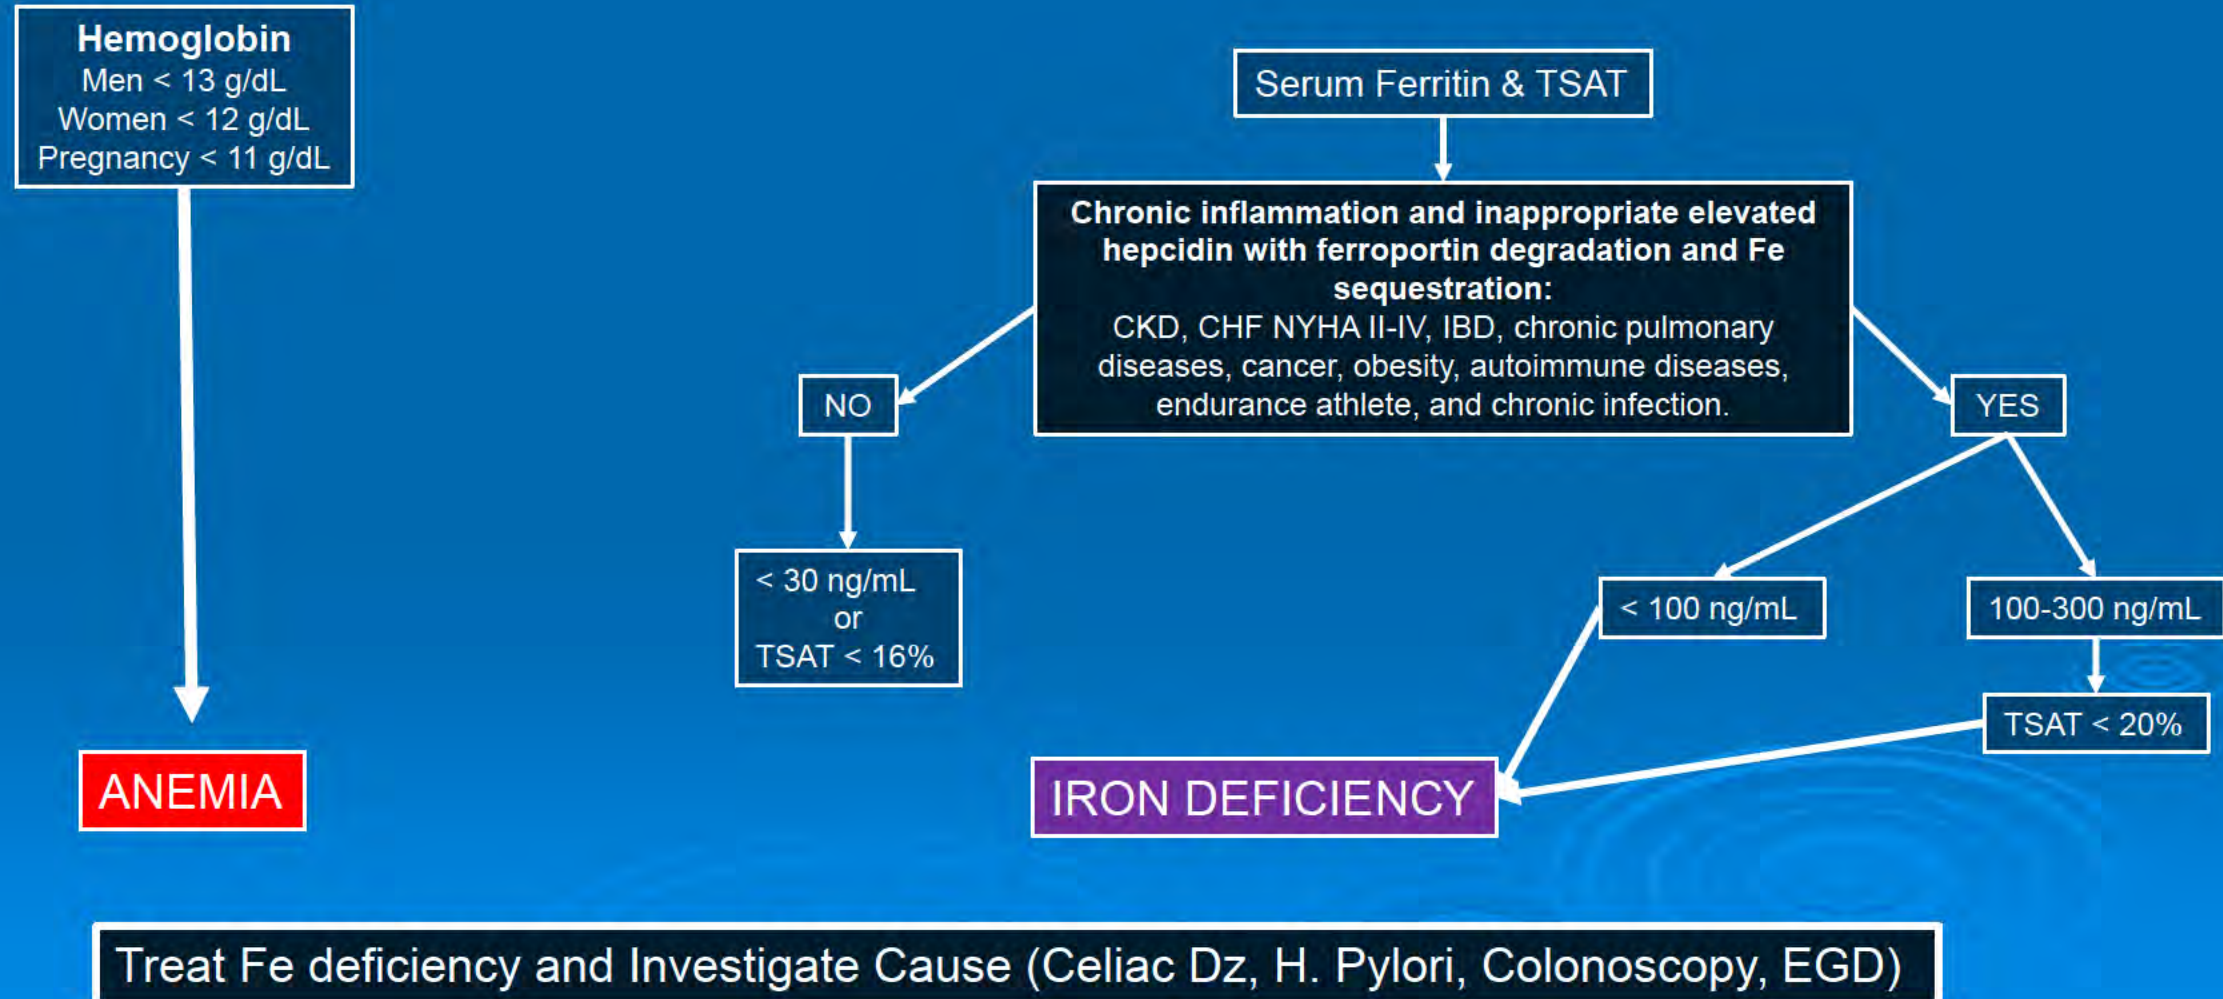 Hemoglobin
Men < 13 g/dL
Women < 12 g/dL
Pregnancy < 11 g/dL
Serum Ferritin & TSAT
Chronic inflammation and inappropriate elevated
hepcidin with ferroportin degradation and Fe
sequestration:
CKD, CHF NYHA II-IV, IBD, chronic pulmonary
diseases, cancer, obesity, autoimmune diseases,
endurance athlete, and chronic infection.
NO
YES
< 30 ng/mL
or
TSAT < 16%
< 100 ng/mL
100-300 ng/mL
TSAT < 20%
ANEMIA
IRON DEFICIENCY
Treat Fe deficiency and Investigate Cause (Celiac Dz, H. Pylori, Colonoscopy, EGD)